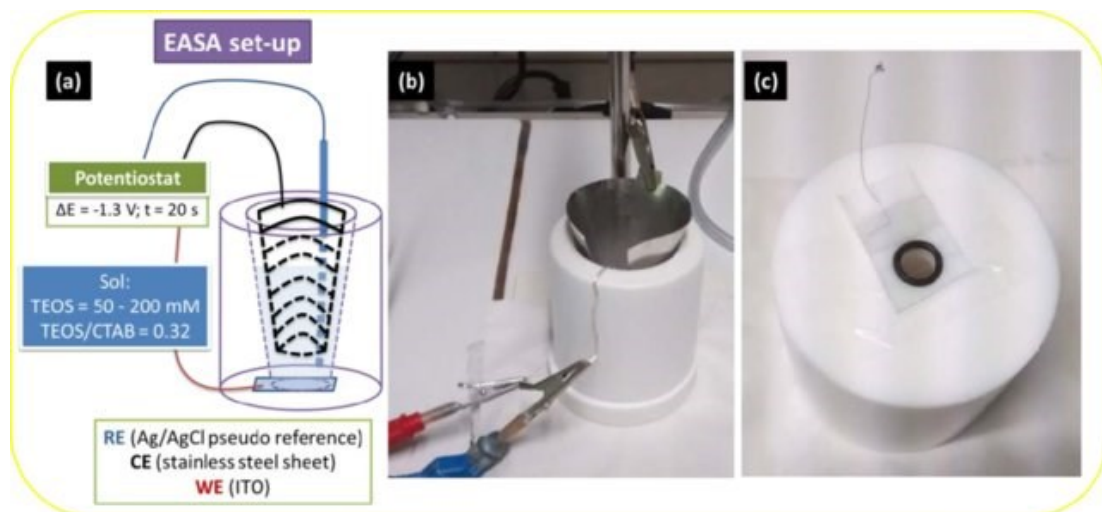 EASA set-up
(a)
Potentiostat
ΔE = -1.3 V; t = 20 s
Sol:
TEOS = 50 - 200 mM
TEOS/CTAB = 0.32
RE (Ag/AgCl pseudo reference)
CE (stainless steel sheet)
WE (ITO)
(b)
(c)